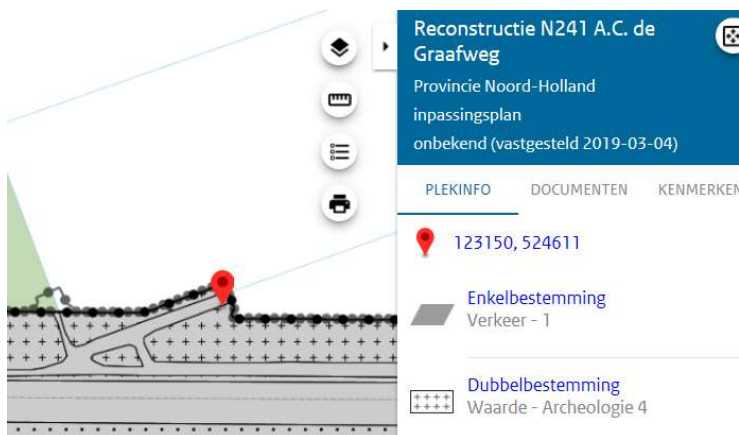 Reconstructie N241 A.C. de
Graafweg
Provincie Noord-Holland
inpassingsplan
onbekend (vastgesteld 2019-03-04)
PLEKINFO DOCUMENTEN KENMERKEN
123150, 524611
Enkelbestemming
Verkeer - 1
Dubbelbestemming
Waarde - Archeologie 4